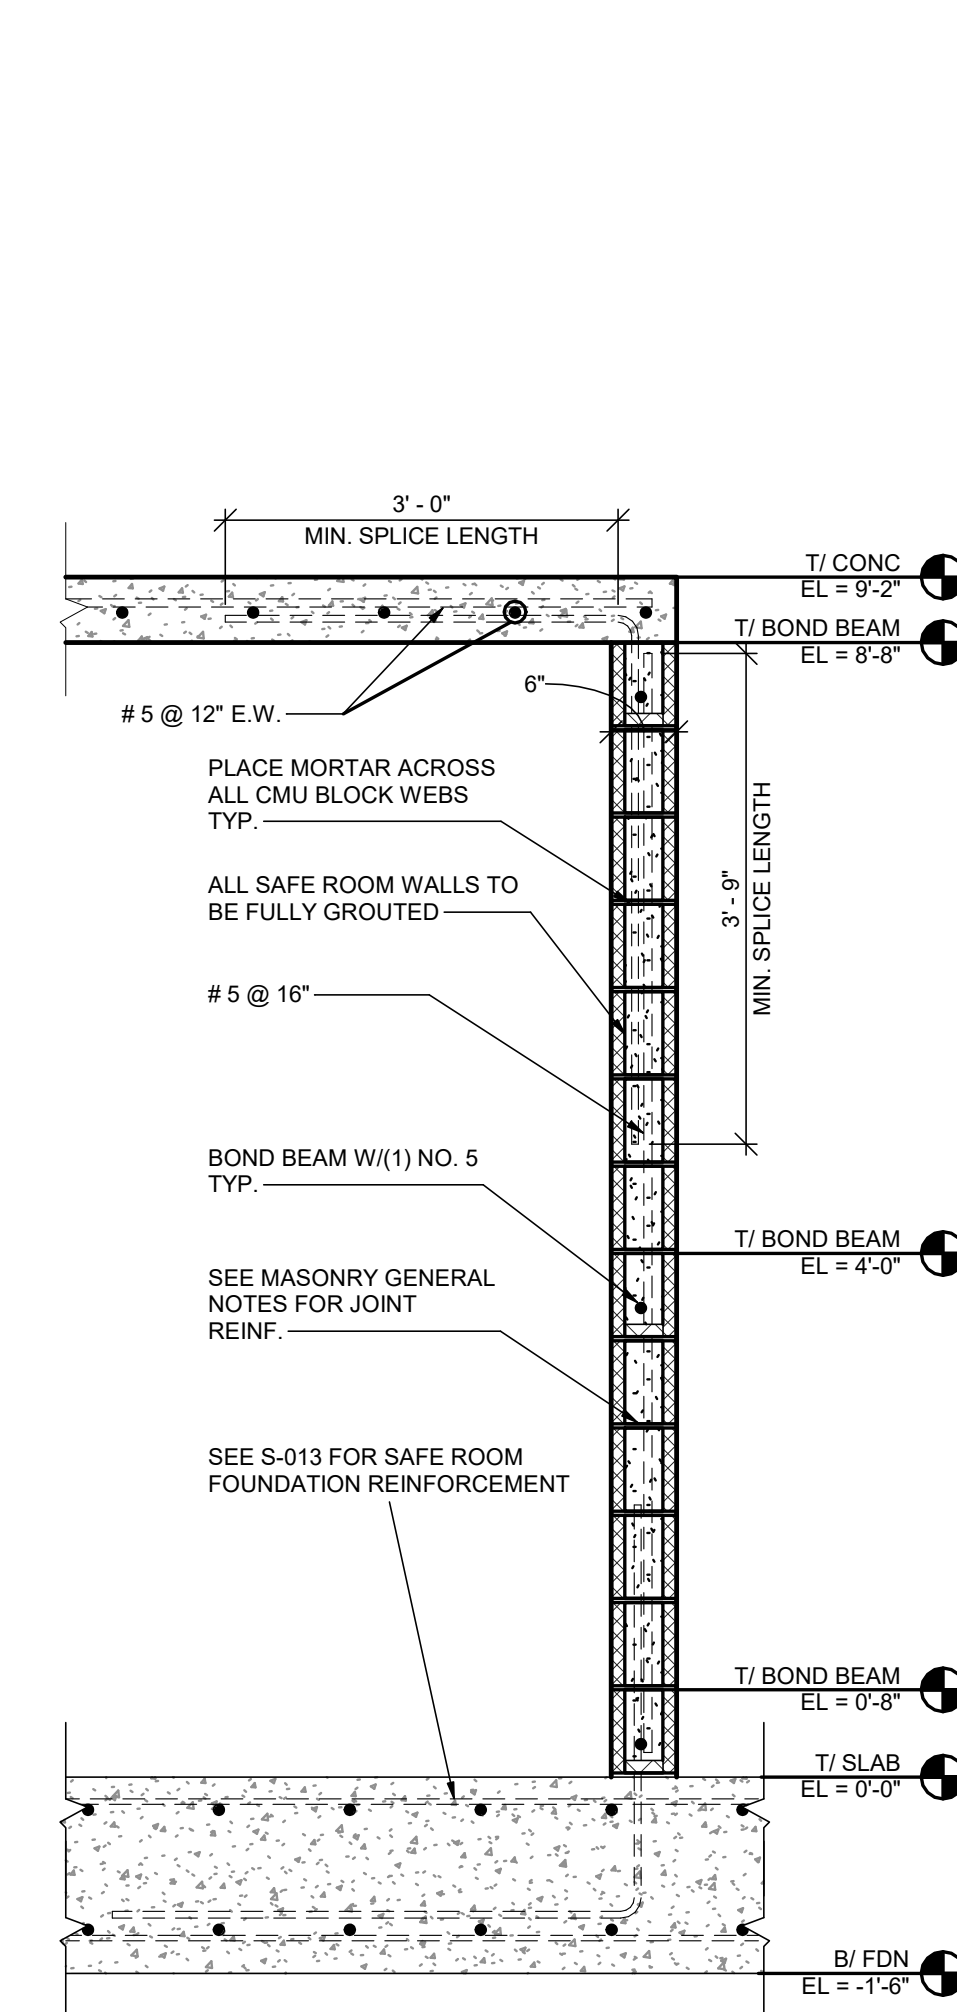 3' - 0"
MIN. SPLICE LENGTH
T/ CONC
EL = 9'-2"
T/ BOND BEAM
EL = 8'-8"
6"
# 5 @ 12" E.W.
PLACE MORTAR ACROSS
ALL CMU BLOCK WEBS
TYP.
3' - 9"
MIN. SPLICE LENGTH
ALL SAFE ROOM WALLS TO
BE FULLY GROUTED
# 5 @ 16"
BOND BEAM W/(1) NO. 5
TYP.
T/ BOND BEAM
EL = 4'-0"
SEE MASONRY GENERAL
NOTES FOR JOINT
REINF.
SEE S-013 FOR SAFE ROOM
FOUNDATION REINFORCEMENT
T/ BOND BEAM
EL = 0'-8"
T/ SLAB
EL = 0'-0"
B/ FDN
EL = -1'-6"